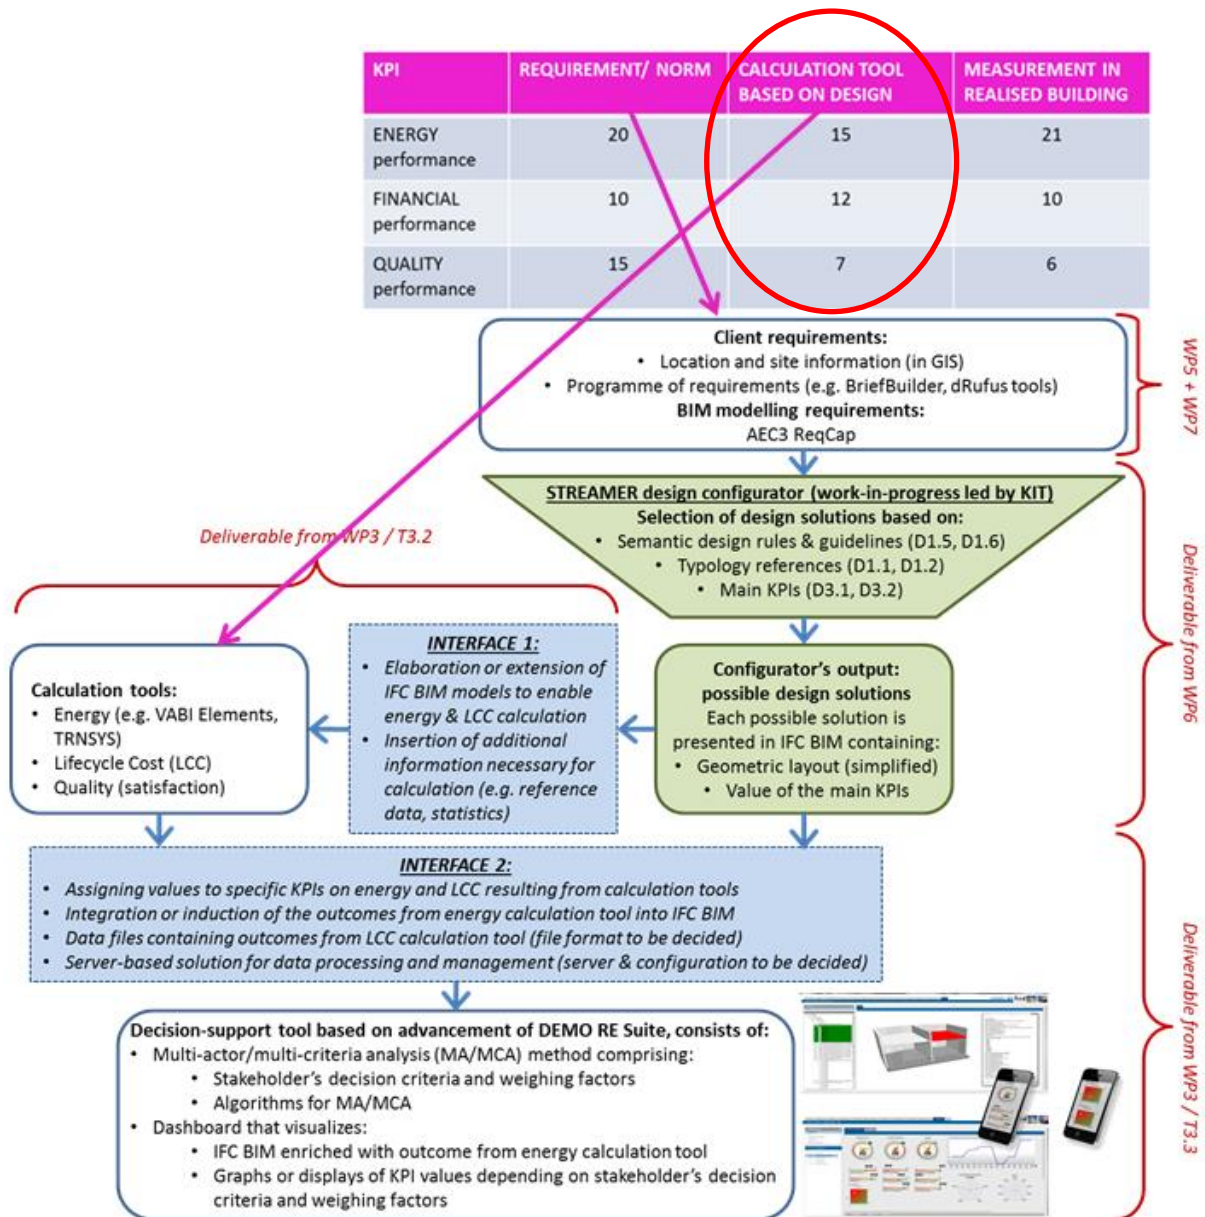 KPI
REQUIREMENT/ NORM
CALCULATION TOOL
BASED ON DESIGN
MEASUREMENT IN
REALISED BUILDING
ENERGY
performance
20
15
21
FINANCIAL
performance
10
12
10
QUALITY
performance
15
7
6
Client requirements:
• Location and site information (in GIS)
• Programme of requirements (e.g. BriefBuilder, dRufus tools)
BIM modelling requirements:
AEC3 ReqCap
WP5 + WP7
STREAMER design configurator (work-in-progress led by KIT)
Selection of design solutions based on:
• Semantic design rules & guidelines (D1.5, D1.6)
• Typology references (D1.1, D1.2)
• Main KPIs (D3.1, D3.2)
Deliverable from WP3 / T3.2
Deliverable from WP6
Calculation tools:
• Energy (e.g. VABI Elements,
TRNSYS)
• Lifecycle Cost (LCC)
• Quality (satisfaction)
INTERFACE 1:
• Elaboration or extension of
IFC BIM models to enable
energy & LCC calculation
• Insertion of additional
information necessary for
calculation (e.g. reference
data, statistics)
Configurator's output:
possible design solutions
Each possible solution is
presented in IFC BIM containing:
• Geometric layout (simplified)
• Value of the main KPIs
INTERFACE 2:
• Assigning values to specific KPIs on energy and LCC resulting from calculation tools
• Integration or induction of the outcomes from energy calculation tool into IFC BIM
• Data files containing outcomes from LCC calculation tool (file format to be decided)
• Server-based solution for data processing and management (server & configuration to be decided)
Deliverable from WP3 / T3.3
Decision-support tool based on advancement of DEMO RE Suite, consists of:
• Multi-actor/multi-criteria analysis (MA/MCA) method comprising:
• Stakeholder's decision criteria and weighing factors
• Algorithms for MA/MCA
• Dashboard that visualizes:
• IFC BIM enriched with outcome from energy calculation tool
• Graphs or displays of KPI values depending on stakeholder's decision
criteria and weighing factors